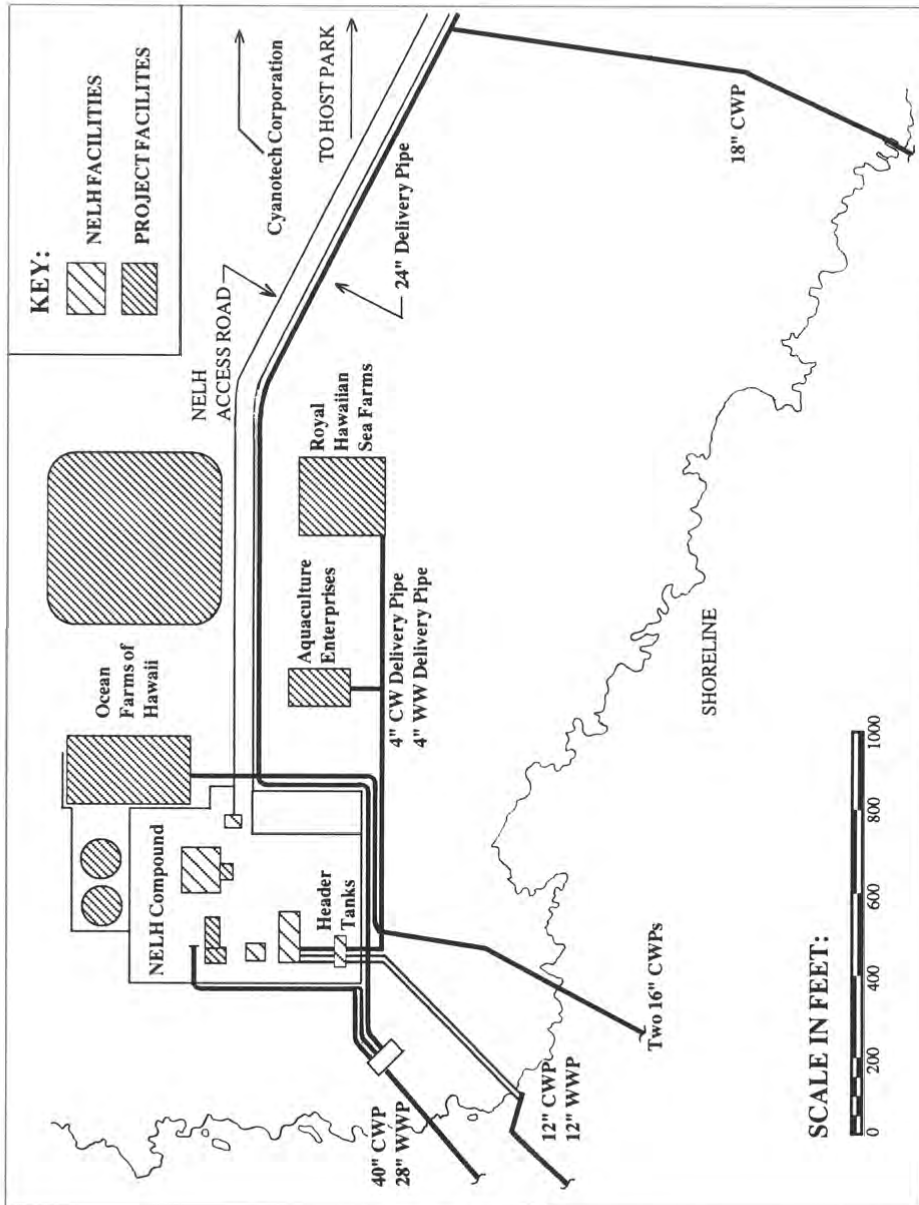 KEY:
NELH FACILITIES
PROJECT FACILITES
Ocean
Farms of
Hawaii
NELH
ACCESS ROAD
Cyanotech Corporation
TO HOST PARK
NELH Compound
Header
Tanks
Aquaculture
Enterprises
Royal
Hawaiian
Sea Farms
24" Delivery Pipe
4" CW Delivery Pipe
4" WW Delivery Pipe
40" CWP
28" WWP
12" CWP
12" WWP
Two 16" CWPs
18" CWP
SHORELINE
SCALE IN FEET:
0 200 400 600 800 1000